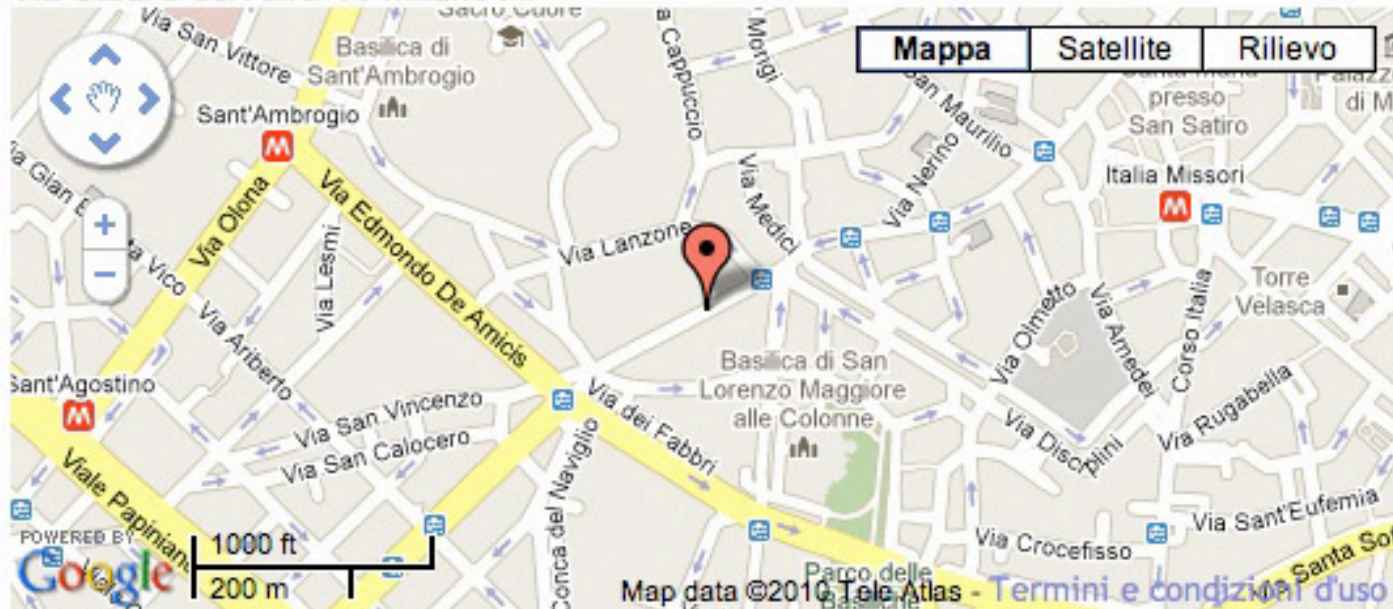 Sacro Cuore
Via San Vittore
Basilica di
Sant'Ambrogio
Sant'Ambrogio
M
Via Cappuccio
Morigi
Mappa
Satellite
Rilievo
presso
San Satiro
di M
San Maurilio
Via Nerino
Via Medici
Italia Missori
M
Via Olona
Via Lesmi
Via Edmondo De Amicis
Via Lanzone
Via Ariberto
+
−
Torre
Velasca
Via Olmetto
Via Amedei
Corso Italia
Via Rugabella
Sant'Agostino
M
Via San Vincenzo
Via San Calocero
Basilica di San
Lorenzo Maggiore
alle Colonne
Via dei Fabbri
Via Disciplini
Conca del Naviglio
Viale Papiniano
Via Sant'Eufemia
Via Crocefisso
POWERED BY
Google
1000 ft
200 m
Parco delle
Map data ©2010 Tele Atlas - Termini e condizioni d'uso